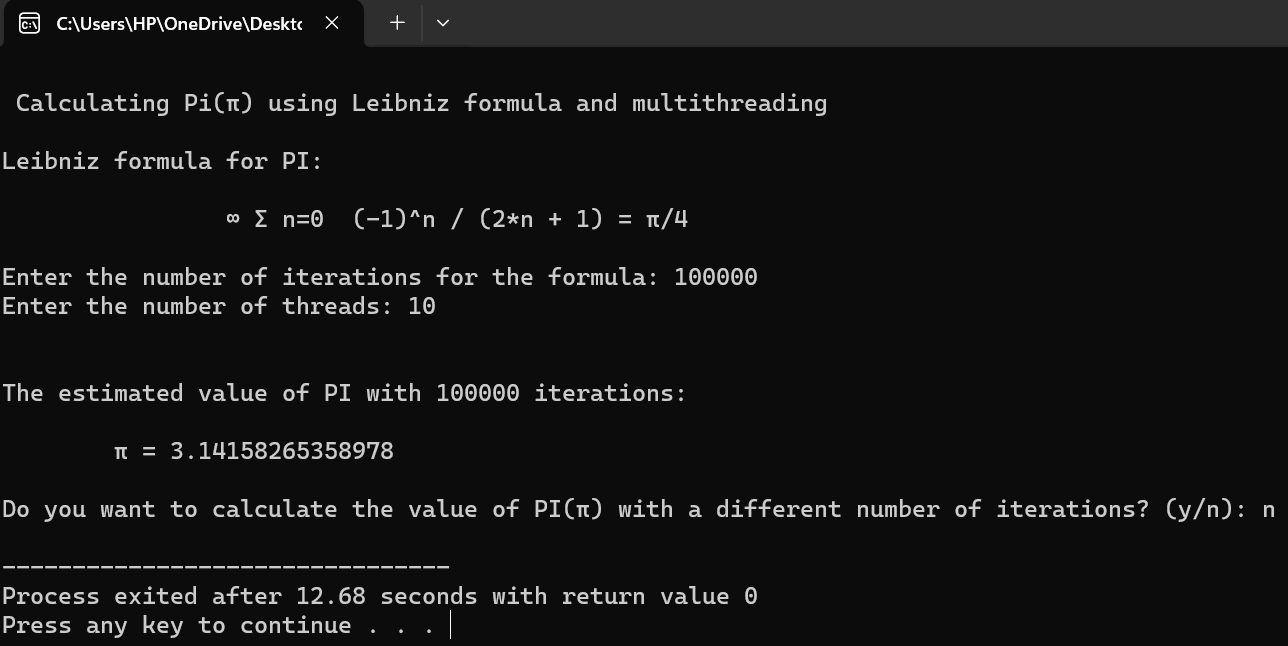 C:\Users\HP\OneDrive\Desktc
Calculating Pi(π) using Leibniz formula and multithreading
Leibniz formula for PI:
∞ Σ n=0  (-1)^n / (2*n + 1) = π/4
Enter the number of iterations for the formula: 100000
Enter the number of threads: 10
The estimated value of PI with 100000 iterations:
π = 3.14158265358978
Do you want to calculate the value of PI(π) with a different number of iterations? (y/n): n
--------------------------------
Process exited after 12.68 seconds with return value 0
Press any key to continue . . .